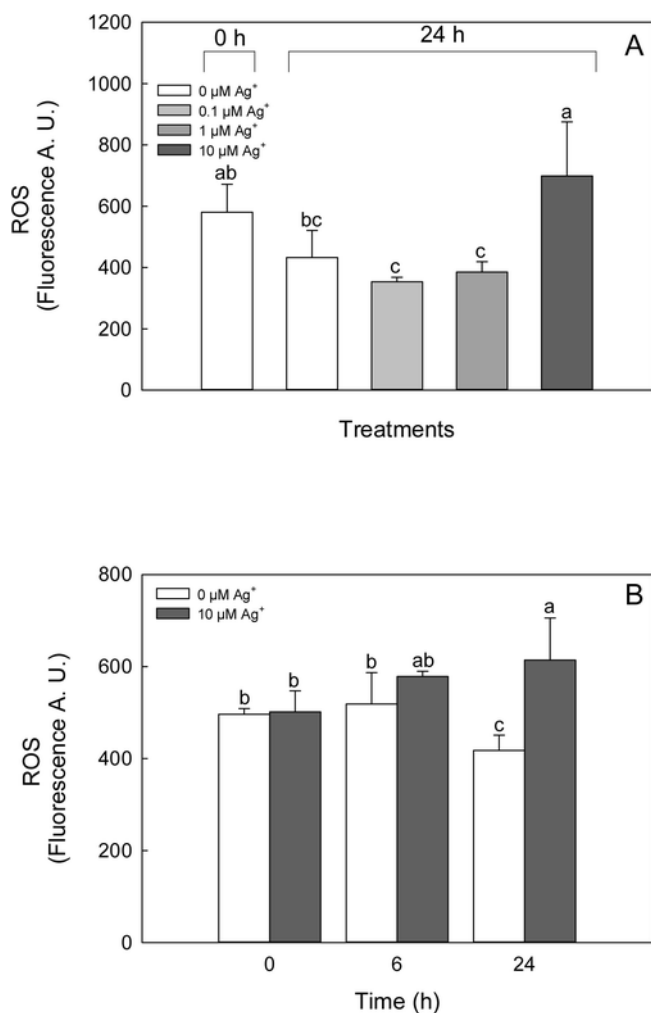 1200
0 h
24 h
A
1000
0 µM Ag⁺
0.1 µM Ag⁺
1 µM Ag⁺
10 µM Ag⁺
800
a
ab
600
bc
400
c
c
200
0
ROS
(Fluorescence A. U.)
Treatments
800
B
0 µM Ag⁺
10 µM Ag⁺
a
600
b
b
b
ab
c
400
200
0
ROS
(Fluorescence A. U.)
0
6
24
Time (h)